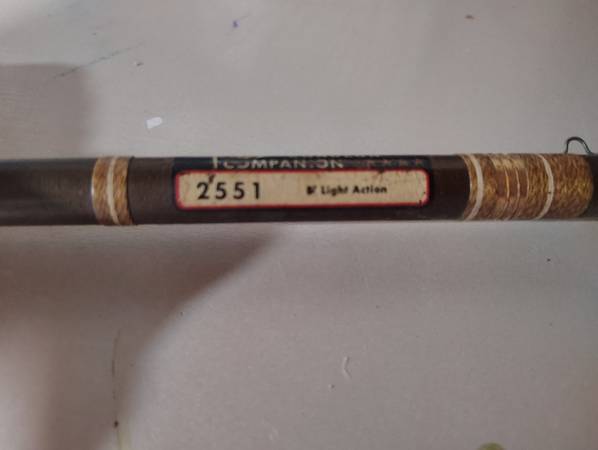 COMPANION ★★★★
2551
8' Light Action